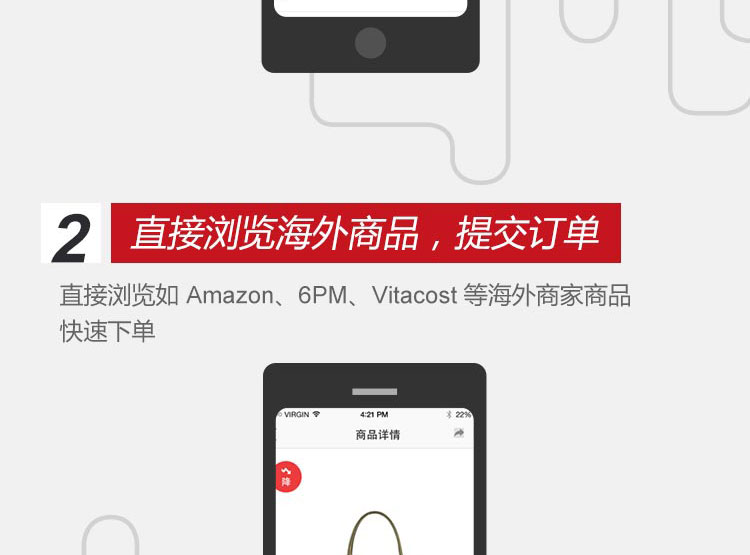 2 直接浏览海外商品，提交订单
直接浏览如 Amazon、6PM、Vitacost 等海外商家商品
快速下单
VIRGIN 4:21 PM 22%
商品详情
降